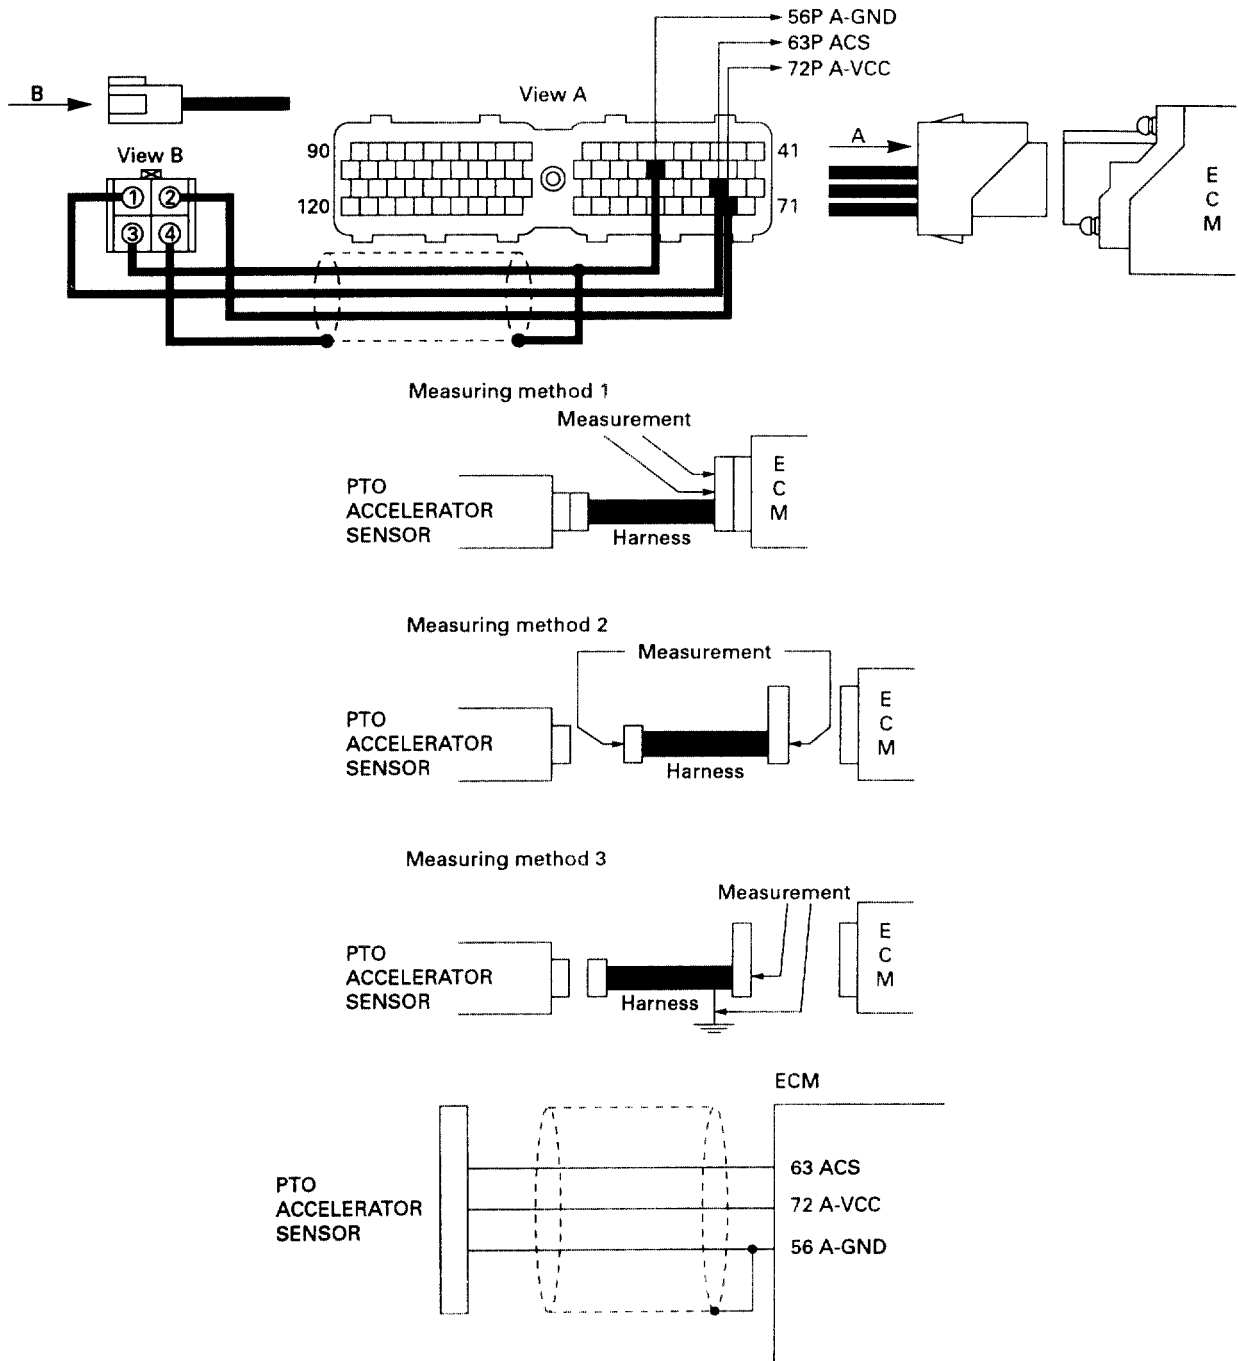 56P A-GND
63P ACS
72P A-VCC
View A
B
A
90
41
View B
120
71
1
2
3
4
E
C
M
Measuring method 1
Measurement
PTO
ACCELERATOR
SENSOR
Harness
E
C
M
Measuring method 2
Measurement
PTO
ACCELERATOR
SENSOR
Harness
E
C
M
Measuring method 3
Measurement
PTO
ACCELERATOR
SENSOR
Harness
E
C
M
ECM
63 ACS
72 A-VCC
56 A-GND
PTO
ACCELERATOR
SENSOR